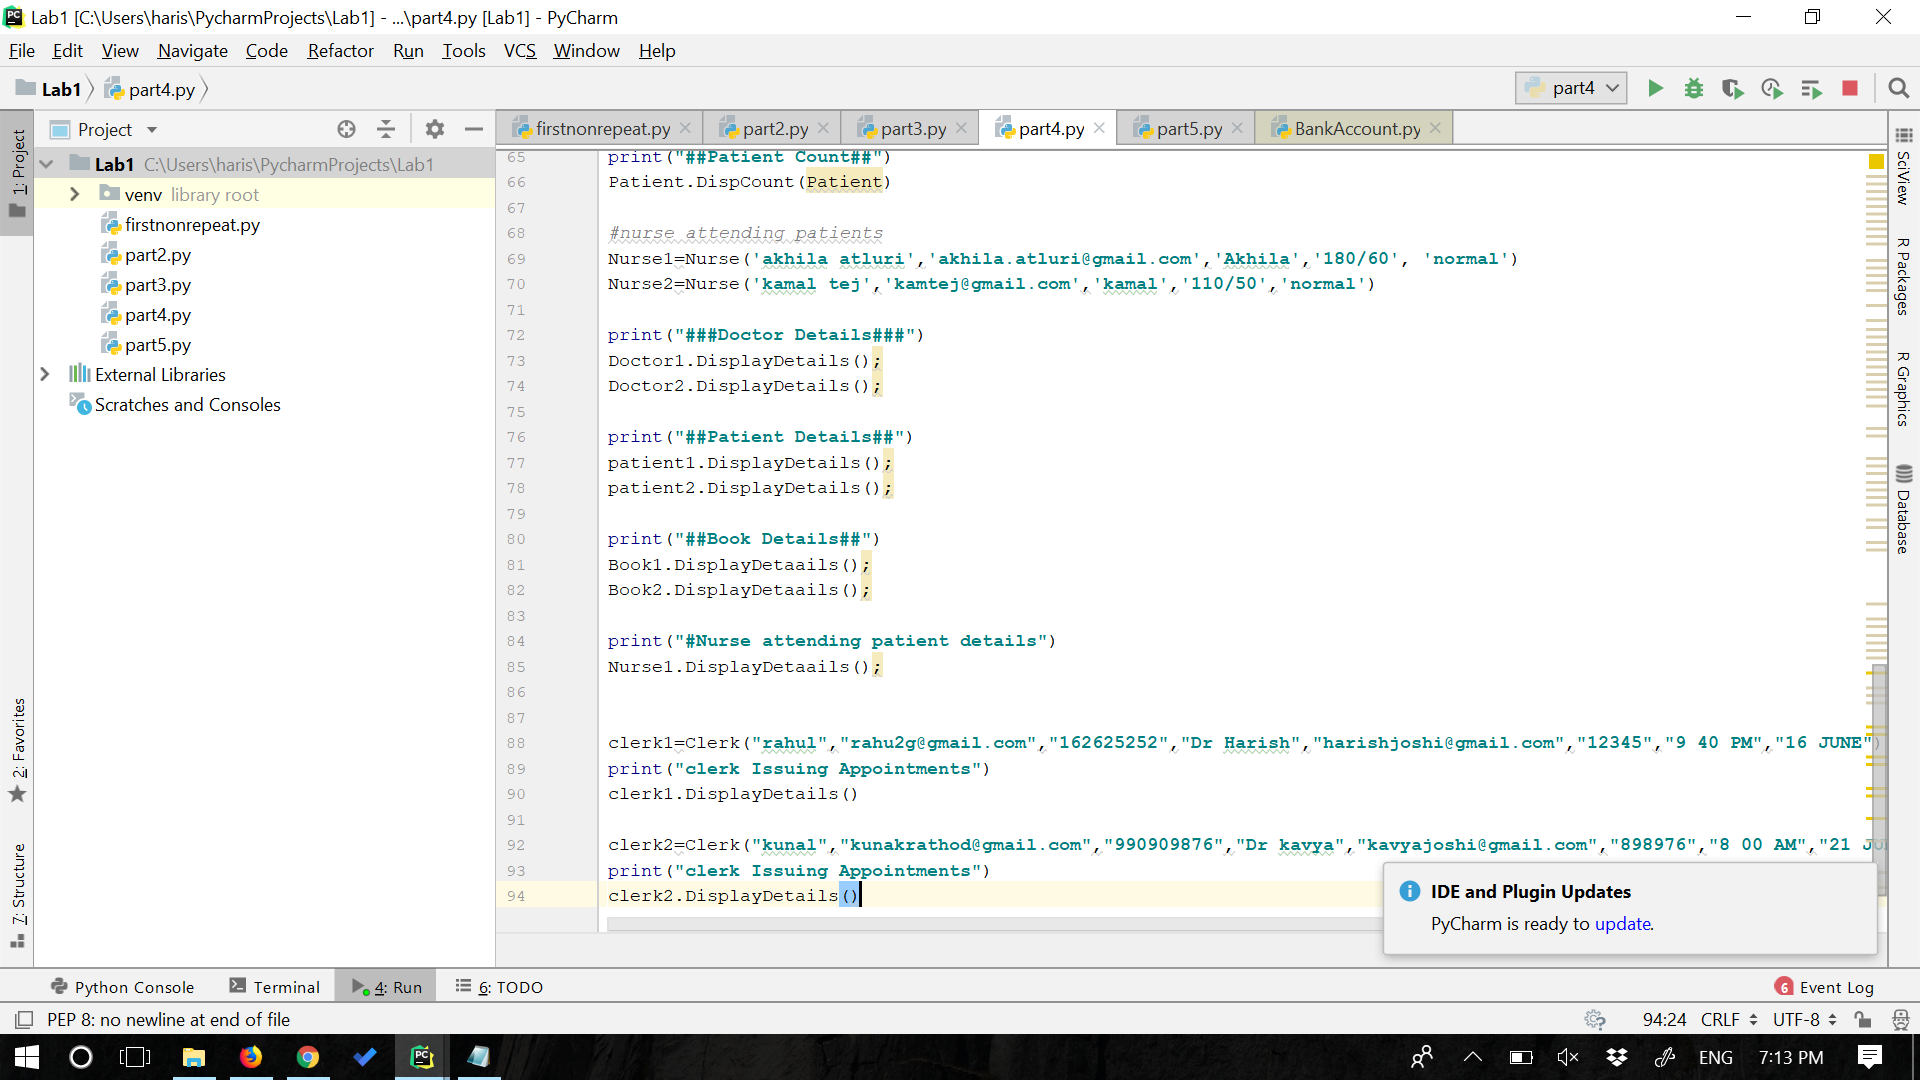 Lab1 [C:\Users\haris\PycharmProjects\Lab1] - ...\part4.py [Lab1] - PyCharm
File Edit View Navigate Code Refactor Run Tools VCS Window Help
Lab1 part4.py part4
1: Project
Project
firstnonrepeat.py part2.py part3.py part4.py part5.py BankAccount.py
Lab1 C:\Users\haris\PycharmProjects\Lab1
venv library root
firstnonrepeat.py
part2.py
part3.py
part4.py
part5.py
External Libraries
Scratches and Consoles
65 print("##Patient Count##")
66 Patient.DispCount(Patient)
67
68 #nurse attending patients
69 Nurse1=Nurse('akhila atluri','akhila.atluri@gmail.com','Akhila','180/60', 'normal')
70 Nurse2=Nurse('kamal tej','kamtej@gmail.com','kamal','110/50','normal')
71
72 print("###Doctor Details###")
73 Doctor1.DisplayDetails();
74 Doctor2.DisplayDetails();
75
76 print("##Patient Details##")
77 patient1.DisplayDetails();
78 patient2.DisplayDetails();
79
80 print("##Book Details##")
81 Book1.DisplayDetaails();
82 Book2.DisplayDetaails();
83
84 print("#Nurse attending patient details")
85 Nurse1.DisplayDetaails();
86
87
88 clerk1=Clerk("rahul","rahu2g@gmail.com","162625252","Dr Harish","harishjoshi@gmail.com","12345","9 40 PM","16 JUNE")
89 print("clerk Issuing Appointments")
90 clerk1.DisplayDetails()
91
92 clerk2=Clerk("kunal","kunakrathod@gmail.com","990909876","Dr kavya","kavyajoshi@gmail.com","898976","8 00 AM","21 JU
93 print("clerk Issuing Appointments")
94 clerk2.DisplayDetails()
SciView
R Packages
R Graphics
Database
2: Favorites
7: Structure
IDE and Plugin Updates
PyCharm is ready to update.
Python Console Terminal 4: Run 6: TODO 6 Event Log
PEP 8: no newline at end of file 94:24 CRLF UTF-8
PC ENG 7:13 PM